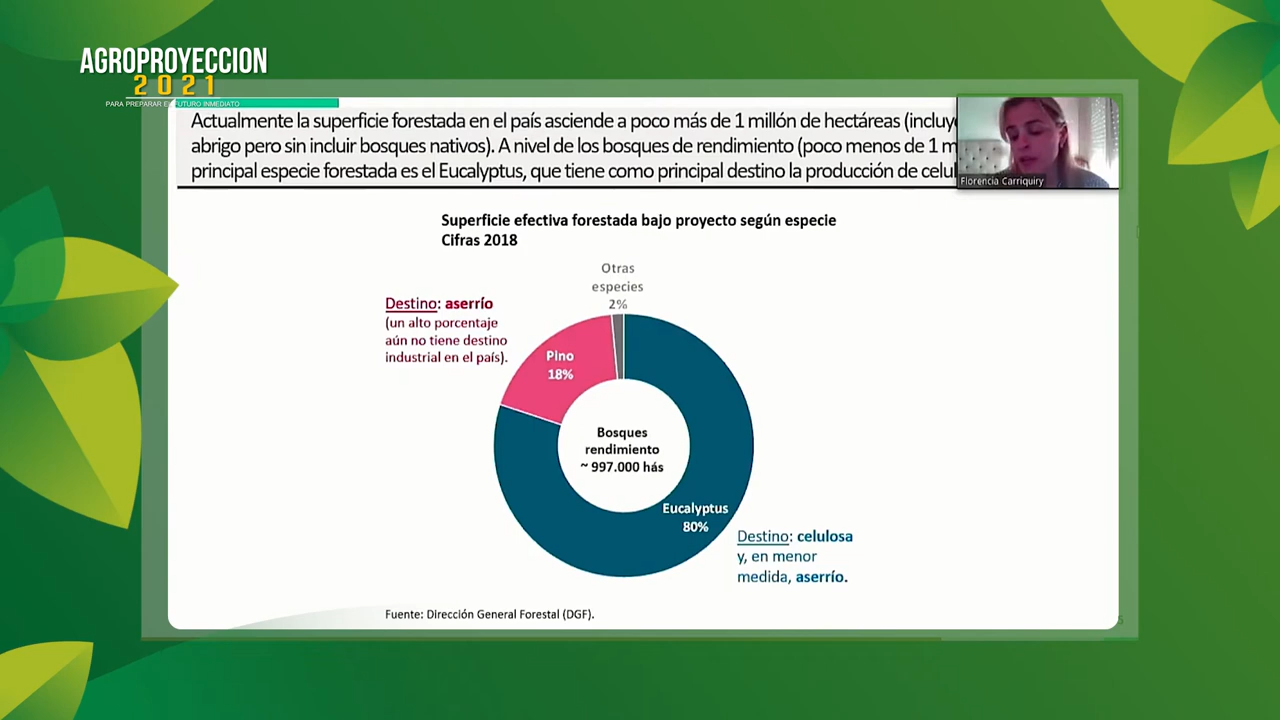 AGROPROYECCION
2021
PARA PREPARAR EL FUTURO INMEDIATO
Actualmente la superficie forestada en el país asciende a poco más de 1 millón de hectáreas (incluye
abrigo pero sin incluir bosques nativos). A nivel de los bosques de rendimiento (poco menos de 1 m
principal especie forestada es el Eucalyptus, que tiene como principal destino la producción de celul
Florencia Carriquiry
Superficie efectiva forestada bajo proyecto según especie
Cifras 2018
Otras
especies
2%
Destino: aserrío
(un alto porcentaje
aún no tiene destino
industrial en el país).
Pino
18%
Bosques
rendimiento
~ 997.000 hás
Eucalyptus
80%
Destino: celulosa
y, en menor
medida, aserrío.
Fuente: Dirección General Forestal (DGF).